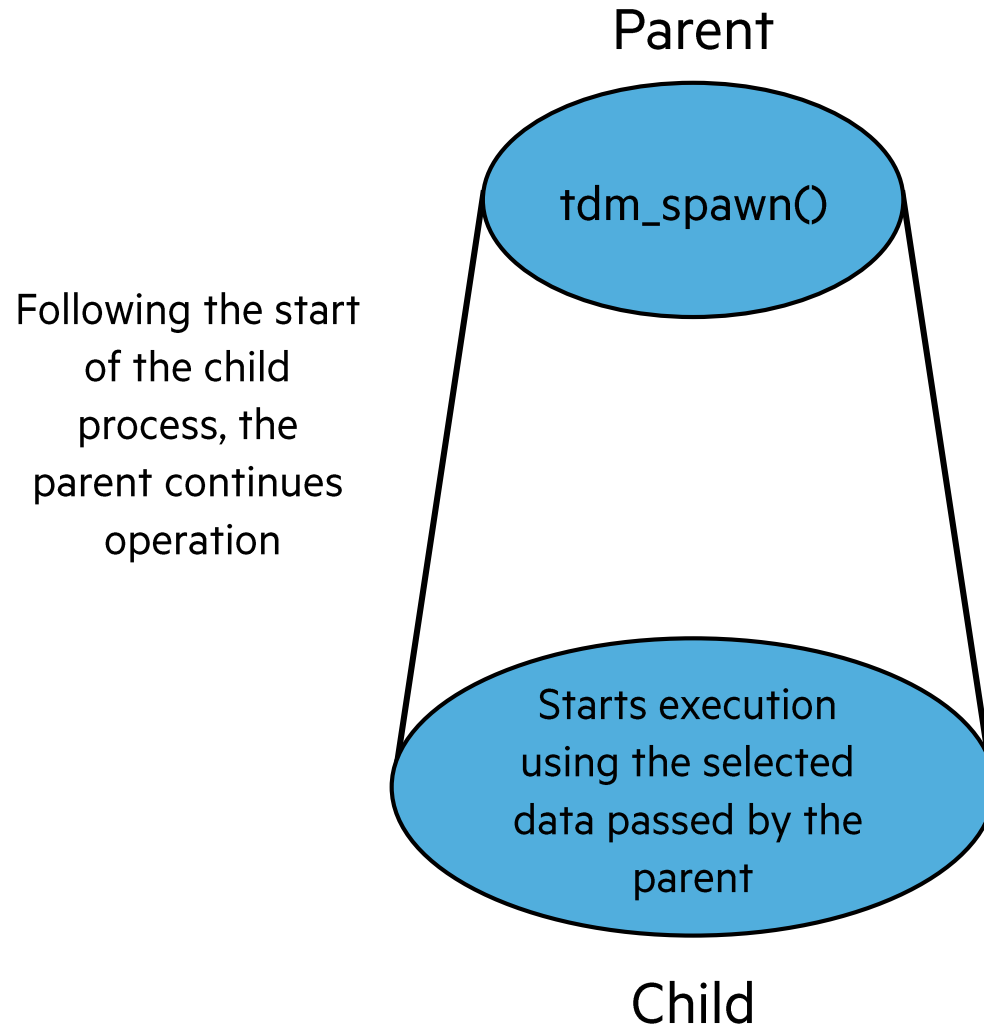 Parent
tdm_spawn()
Following the start
of the child
process, the
parent continues
operation
Starts execution
using the selected
data passed by the
parent
Child